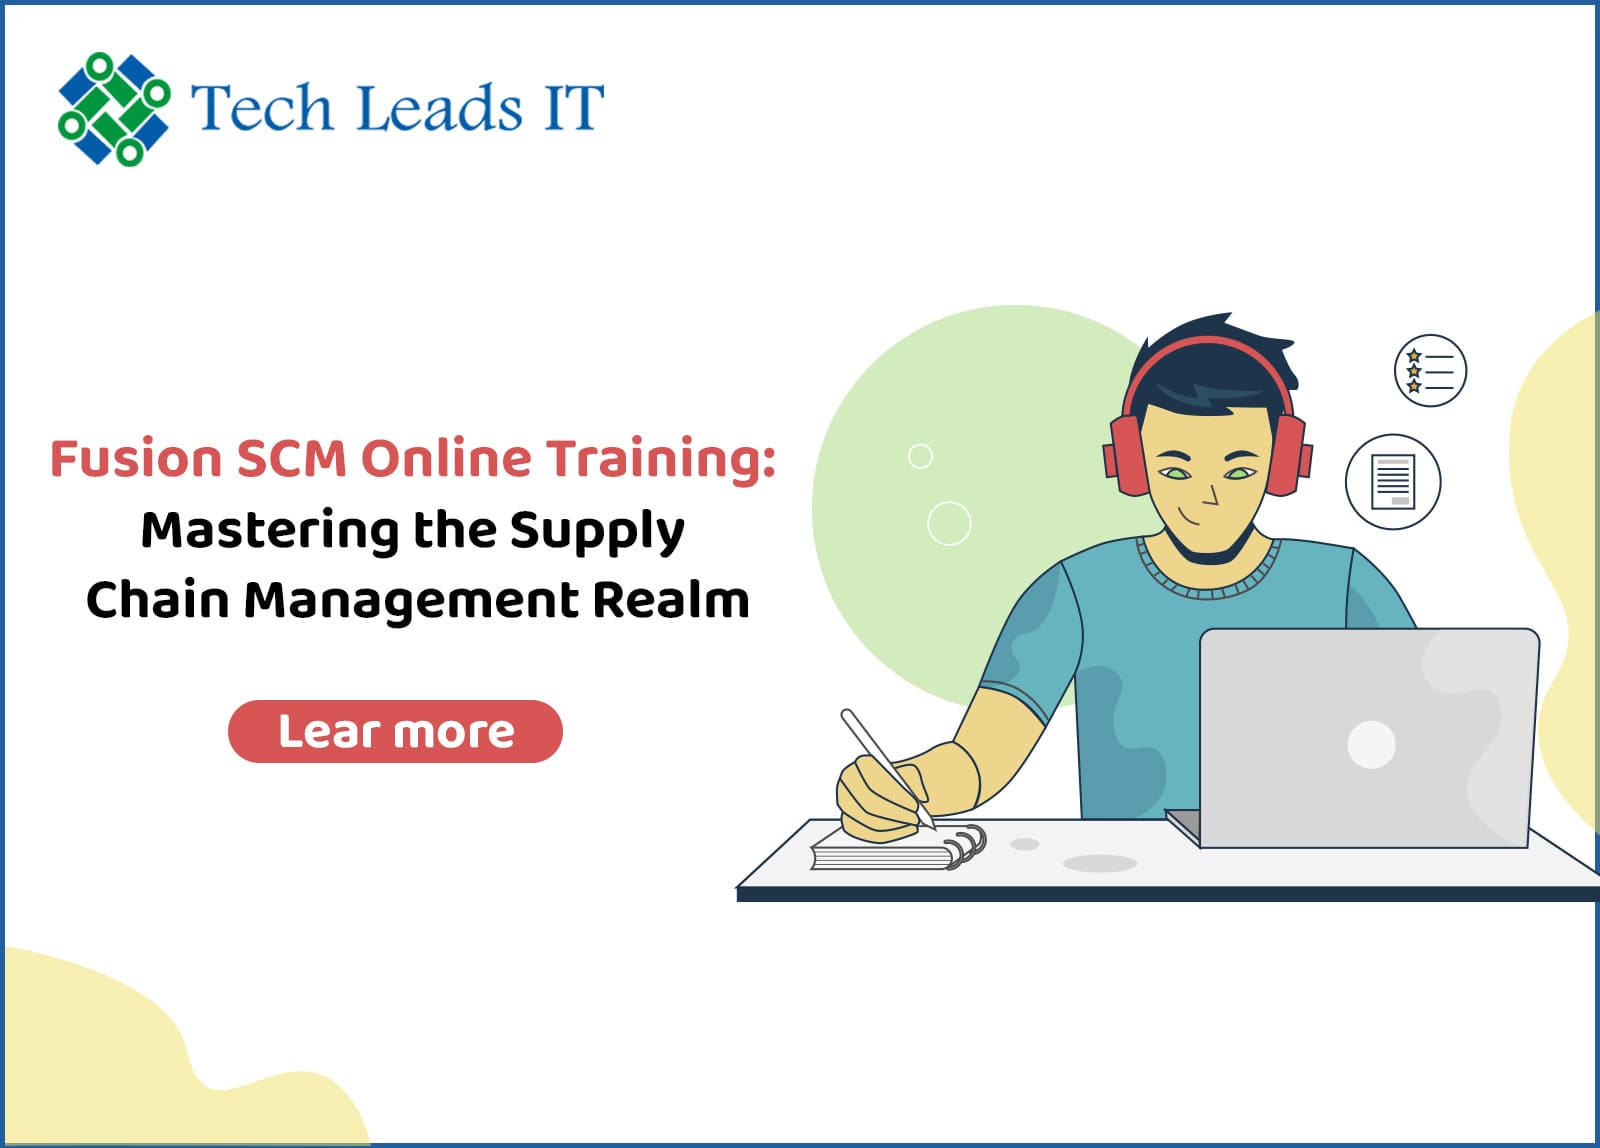 Tech Leads IT
Fusion SCM Online Training:
Mastering the Supply
Chain Management Realm
Lear more